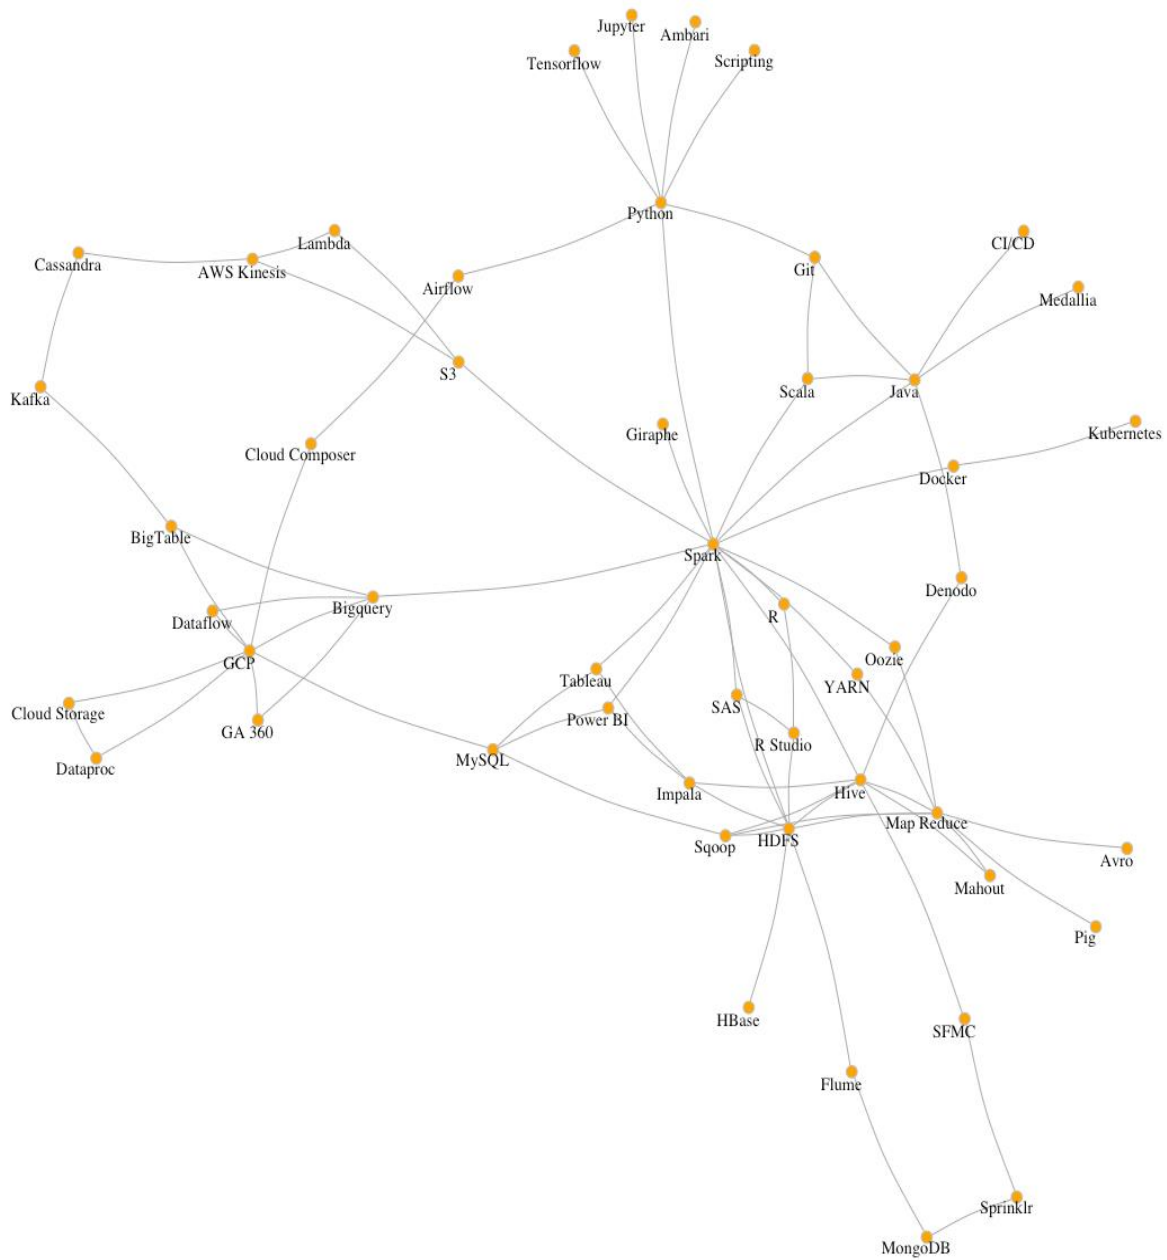 Jupyter
Ambari
Tensorflow
Scripting
Python
Lambda
CI/CD
Cassandra
AWS Kinesis
Git
Airflow
Medallia
S3
Scala
Java
Kafka
Giraphe
Kubernetes
Cloud Composer
Docker
BigTable
Spark
Denodo
Bigquery
R
Dataflow
GCP
Oozie
Tableau
YARN
Cloud Storage
Power BI
SAS
GA 360
R Studio
MySQL
Dataproc
Impala
Hive
Map Reduce
Sqoop
HDFS
Avro
Mahout
Pig
HBase
SFMC
Flume
Sprinklr
MongoDB